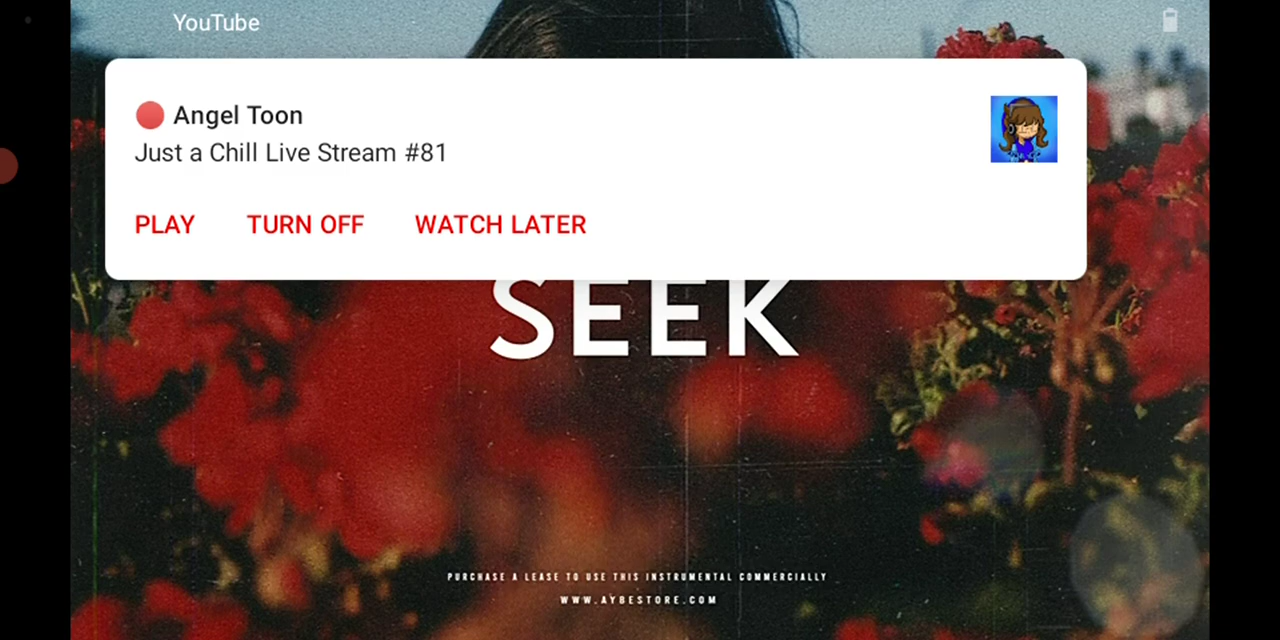 YouTube
🔴 Angel Toon
Just a Chill Live Stream #81
PLAY TURN OFF WATCH LATER
SEEK
PURCHASE A LEASE TO USE THIS INSTRUMENTAL COMMERCIALLY
WWW.AYBESTORE.COM